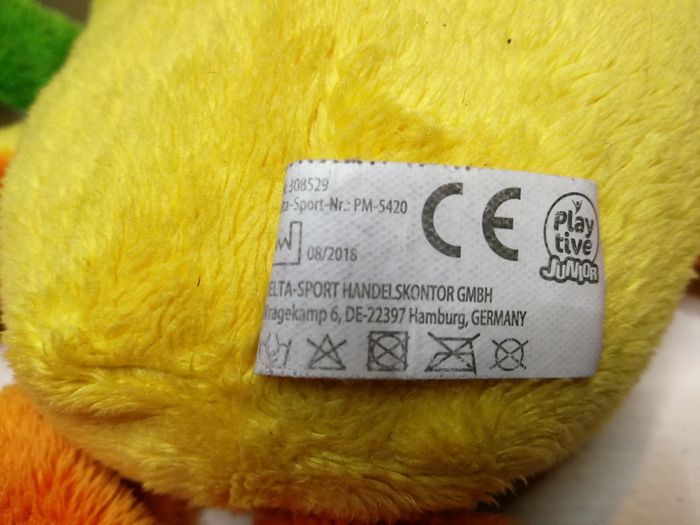 308529
-Sport-Nr.: PM-5420
08/2018
ELTA-SPORT HANDELSKONTOR GMBH
ragekamp 6, DE-22397 Hamburg, GERMANY
CE
Play
tive
JUNIOR